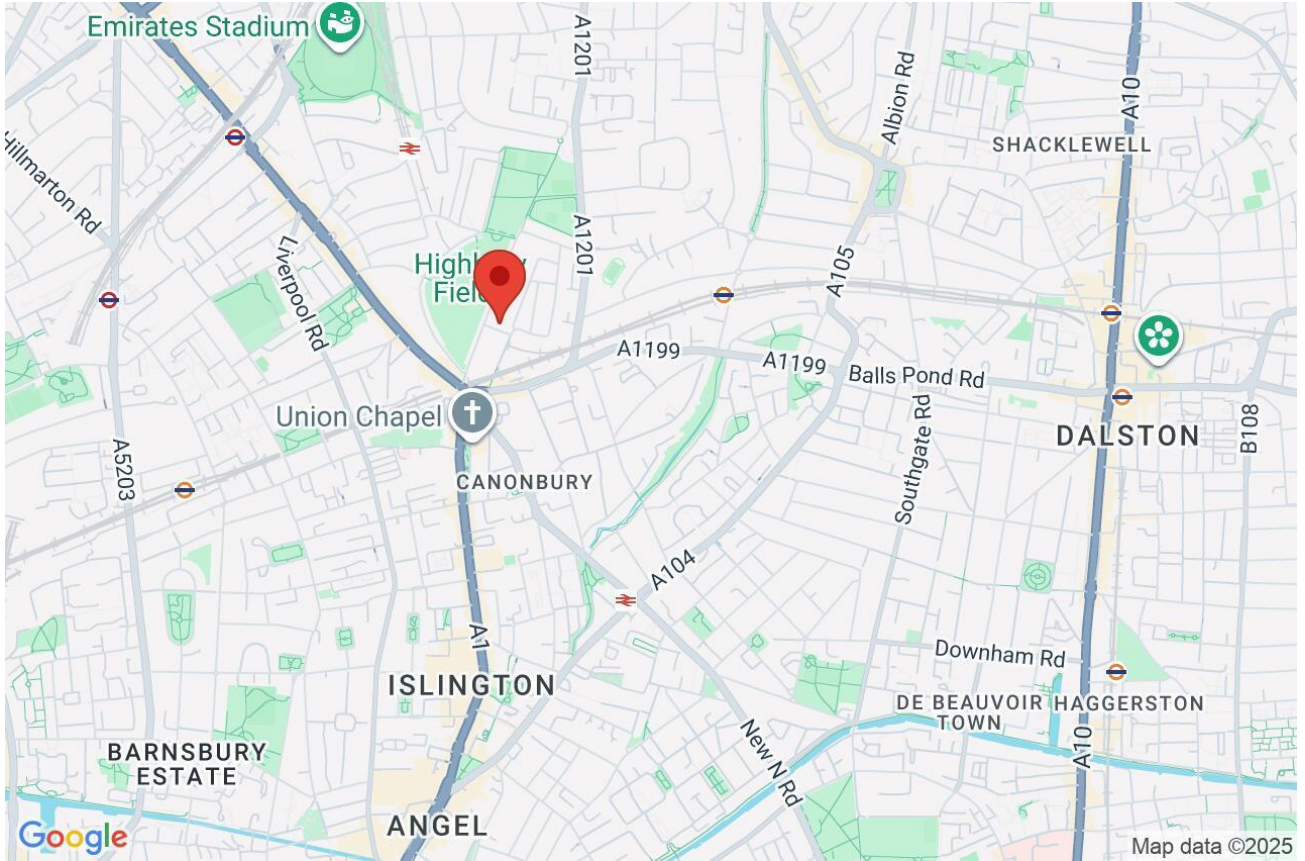 Emirates Stadium
A1201
Albion Rd
A10
SHACKLEWELL
Hillmarton Rd
A1201
Liverpool Rd
A105
A1199
A1199
Balls Pond Rd
Union Chapel
Southgate Rd
B108
DALSTON
A5203
CANONBURY
A104
A1
Downham Rd
ISLINGTON
DE BEAUVOIR
TOWN
HAGGERSTON
New N Rd
A10
BARNSBURY
ESTATE
ANGEL
Google
Map data ©2025